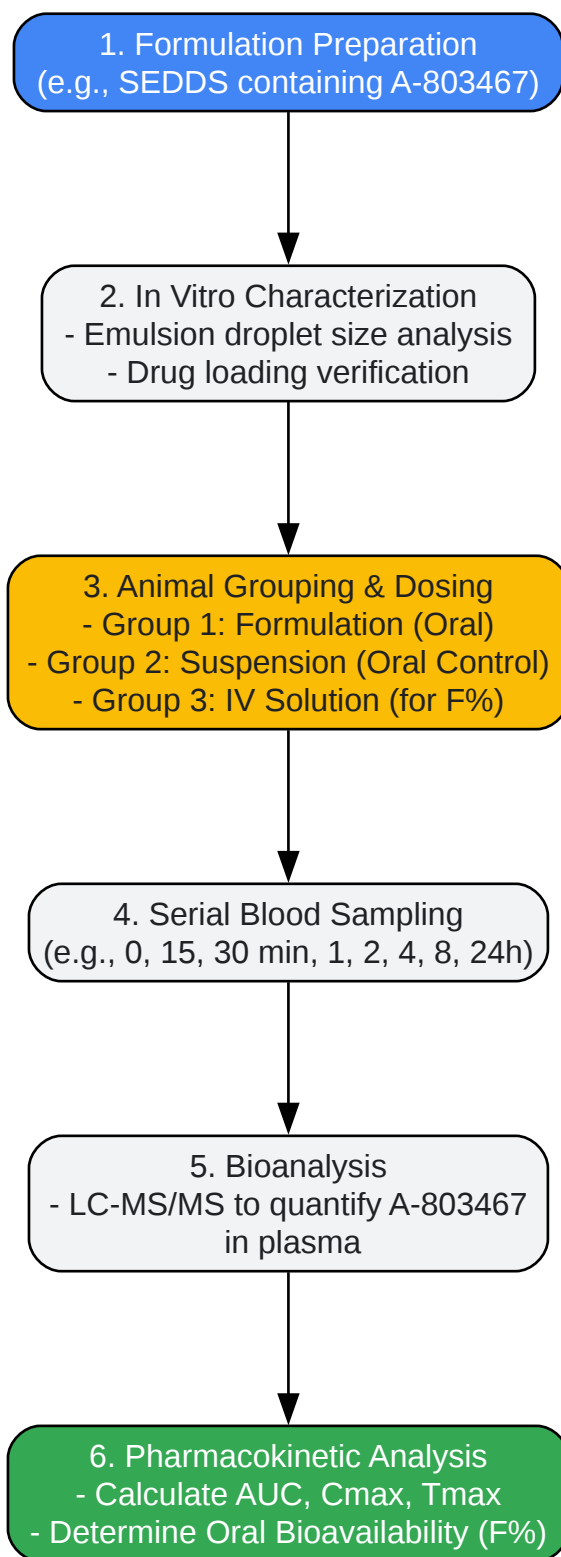 1. Formulation Preparation
(e.g., SEDDS containing A-803467)
2. In Vitro Characterization
- Emulsion droplet size analysis
- Drug loading verification
3. Animal Grouping & Dosing
- Group 1: Formulation (Oral)
- Group 2: Suspension (Oral Control)
- Group 3: IV Solution (for F%)
4. Serial Blood Sampling
(e.g., 0, 15, 30 min, 1, 2, 4, 8, 24h)
5. Bioanalysis
- LC-MS/MS to quantify A-803467
in plasma
6. Pharmacokinetic Analysis
- Calculate AUC, Cmax, Tmax
- Determine Oral Bioavailability (F%)